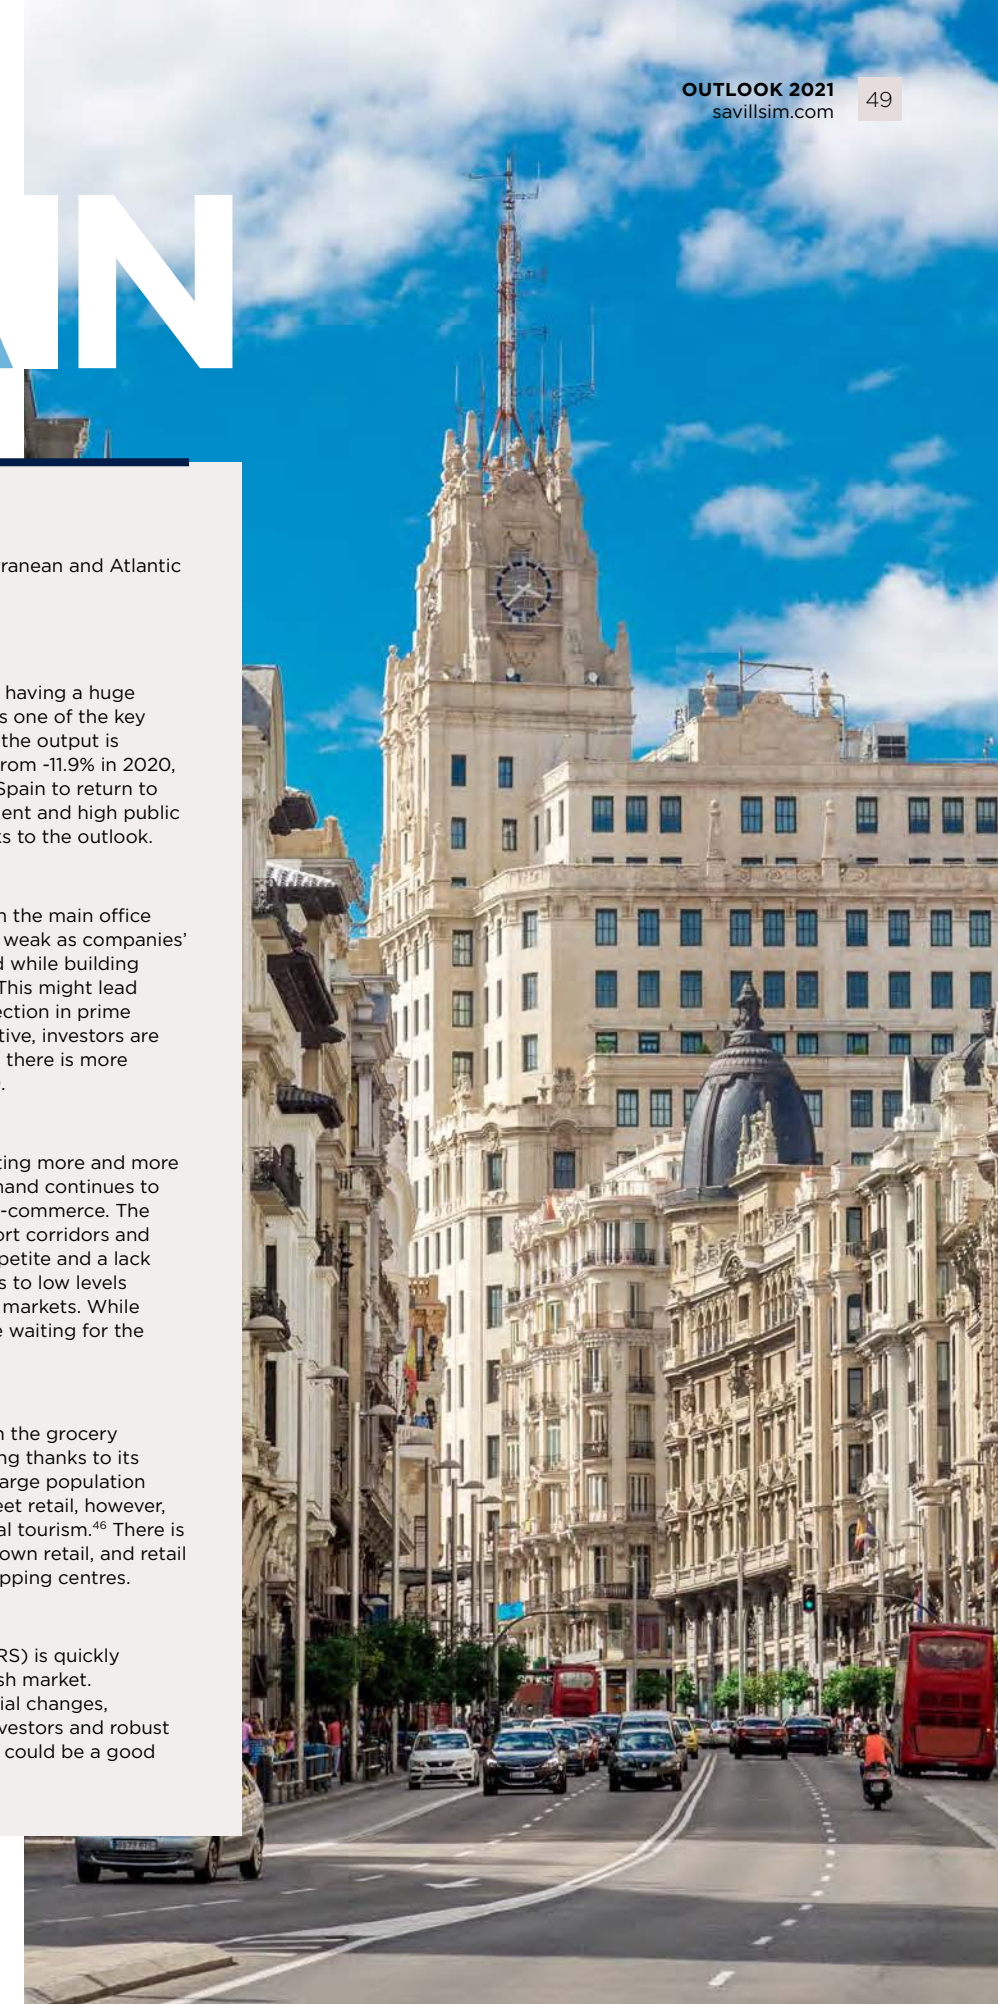 OUTLOOK 2021
savillsim.com
49
IN
ranean and Atlantic
having a huge
s one of the key
the output is
rom -11.9% in 2020,
Spain to return to
ent and high public
s to the outlook.
n the main office
weak as companies’
d while building
This might lead
ection in prime
tive, investors are
there is more
.
ting more and more
hand continues to
-commerce. The
ort corridors and
petite and a lack
s to low levels
markets. While
e waiting for the
n the grocery
ng thanks to its
arge population
eet retail, however,
al tourism.⁴⁶ There is
own retail, and retail
pping centres.
RS) is quickly
sh market.
ial changes,
vestors and robust
could be a good